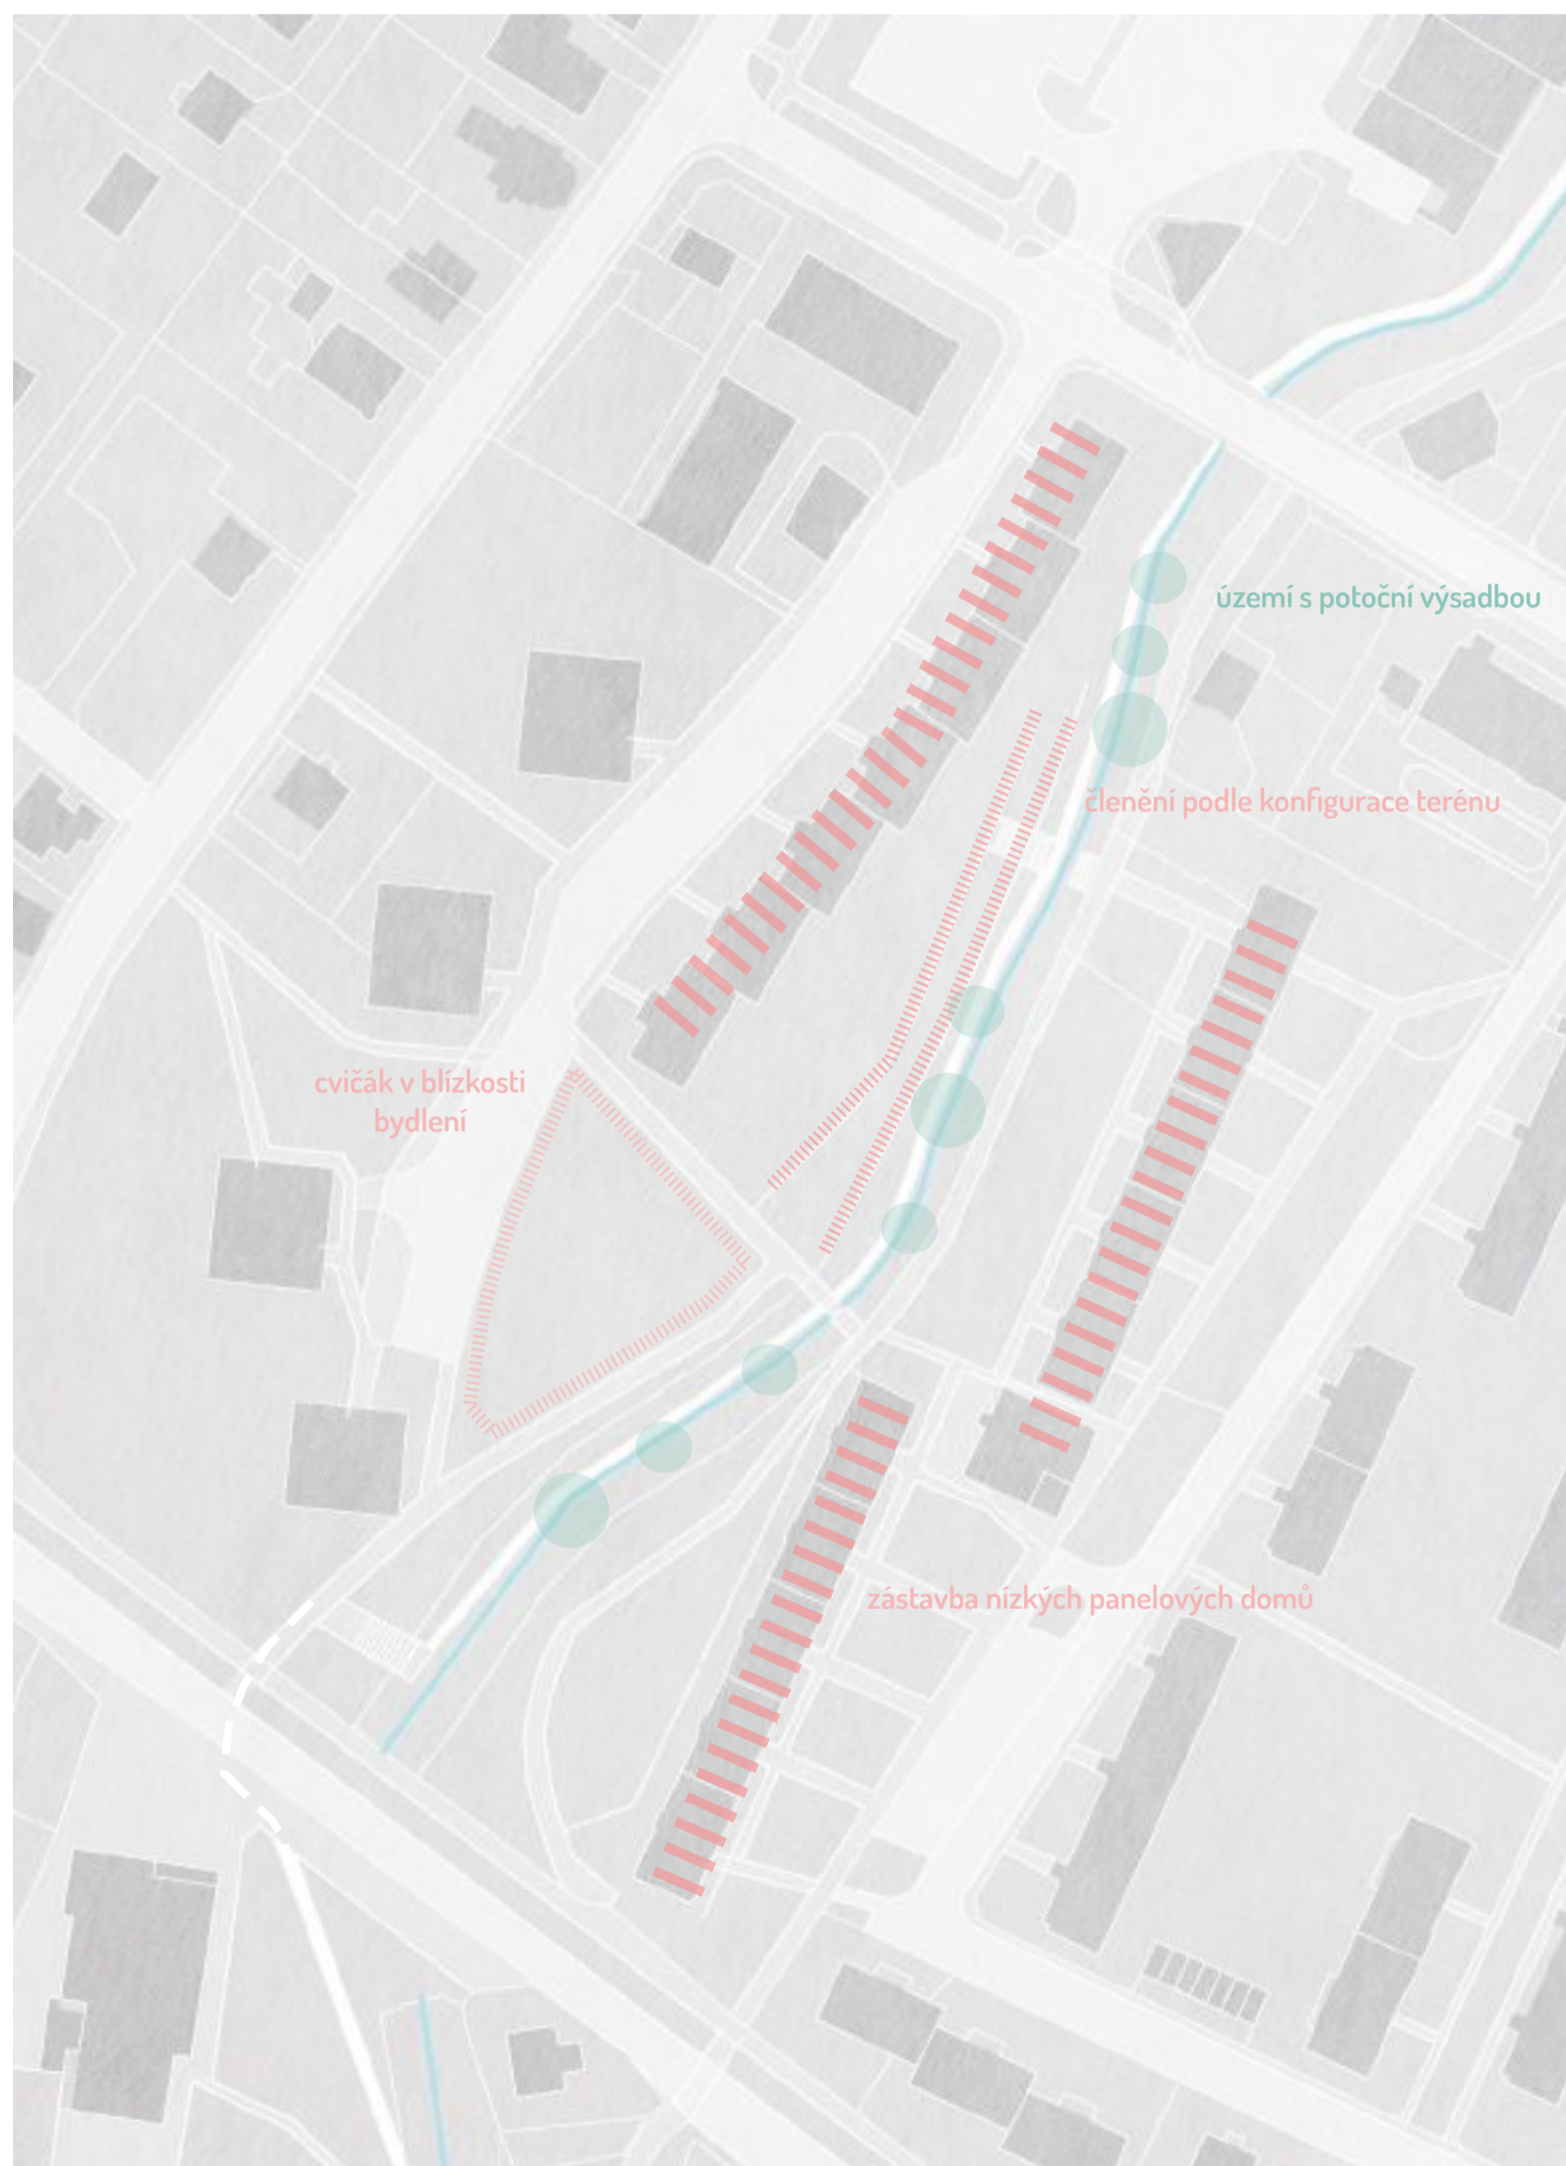 území s potoční výsadbou
členění podle konfigurace terénu
cvičák v blízkosti
bydlení
zástavba nízkých panelových domů